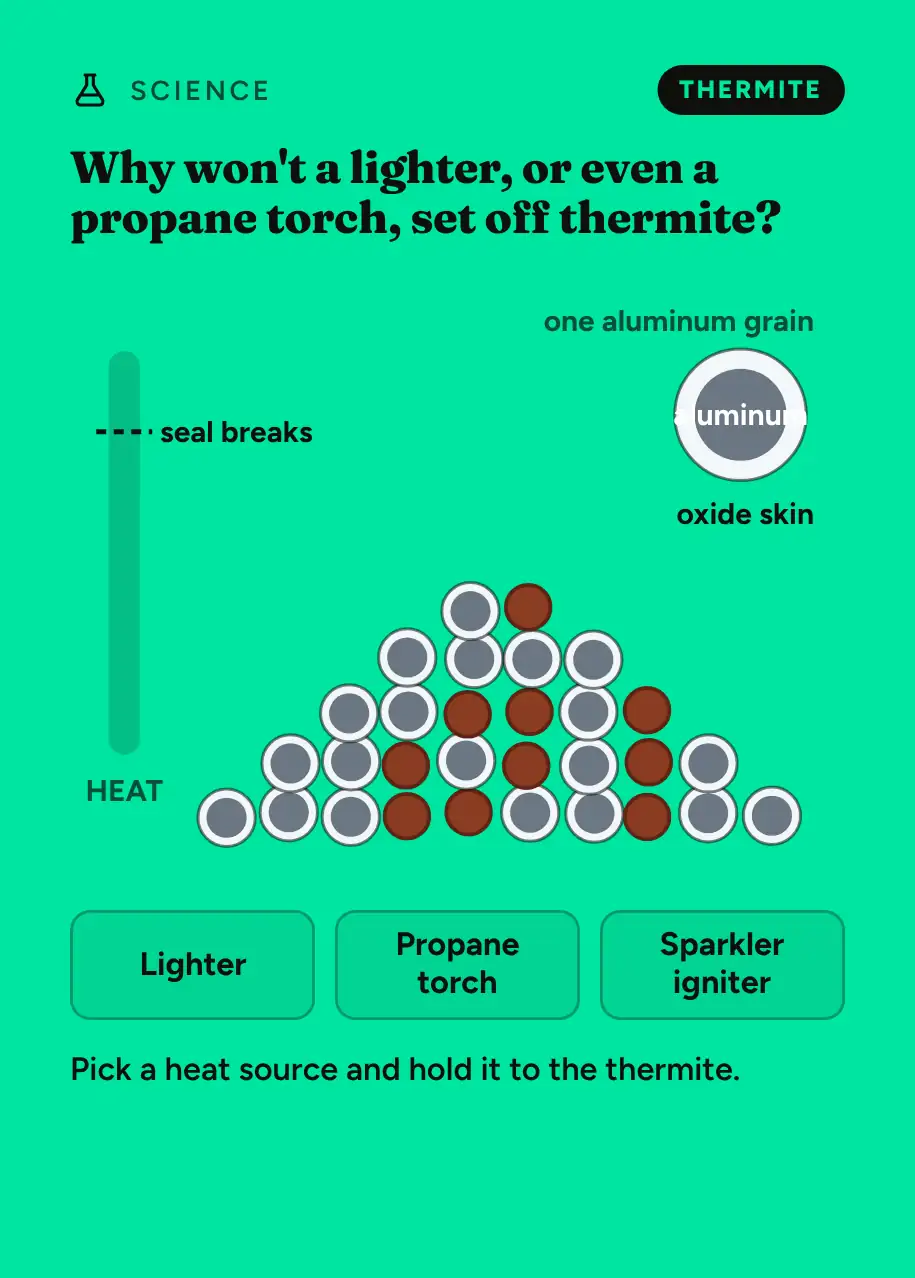 SCIENCE
THERMITE
Why won't a lighter, or even a
propane torch, set off thermite?
one aluminum grain
seal breaks
aluminum
oxide skin
HEAT
Lighter
Propane
torch
Sparkler
igniter
Pick a heat source and hold it to the thermite.